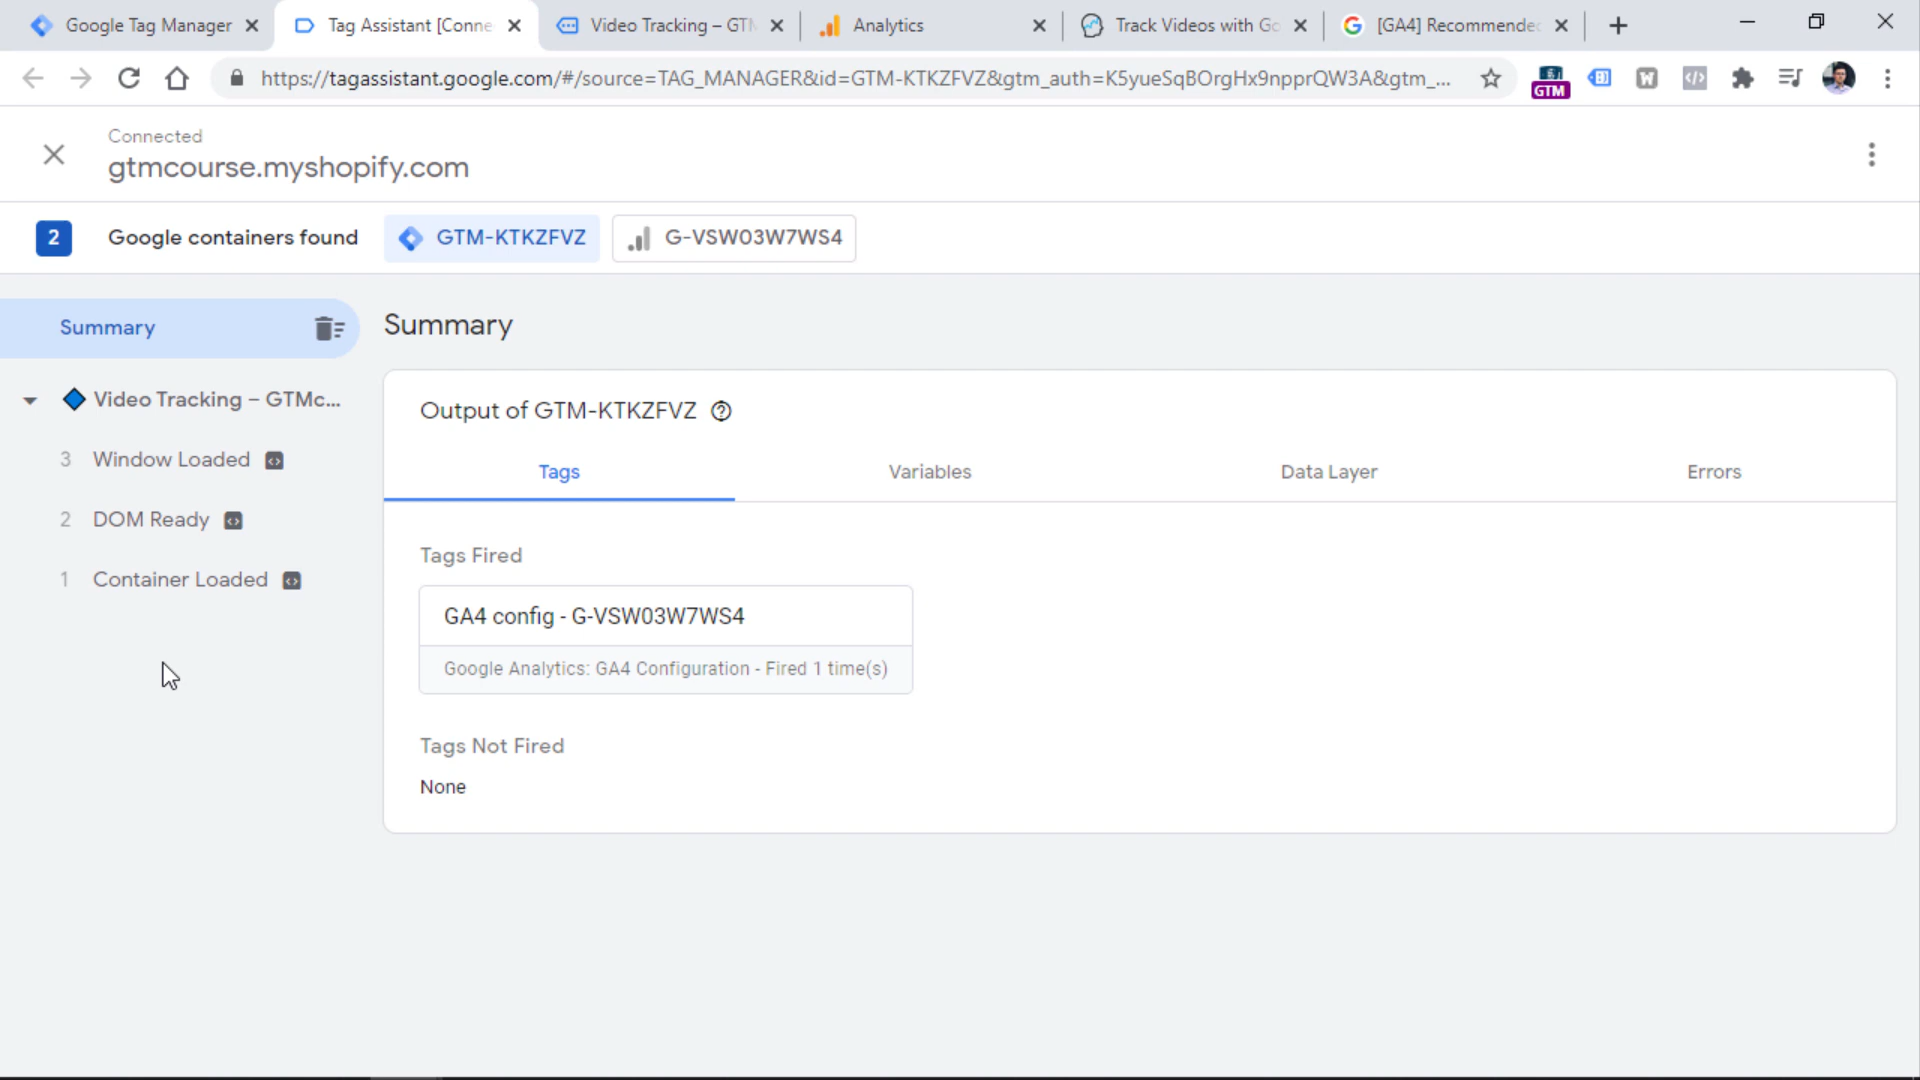 Google Tag Manager
Tag Assistant [Conne
Video Tracking – GTM
Analytics
Track Videos with Go
[GA4] Recommended
https://tagassistant.google.com/#/source=TAG_MANAGER&id=GTM-KTKZFVZ&gtm_auth=K5yueSqBOrgHx9npprQW3A&gtm_...
GTM
Connected
gtmcourse.myshopify.com
2 Google containers found GTM-KTKZFVZ G-VSW03W7WS4
Summary
Video Tracking – GTMc...
3 Window Loaded
2 DOM Ready
1 Container Loaded
Summary
Output of GTM-KTKZFVZ
Tags Variables Data Layer Errors
Tags Fired
GA4 config - G-VSW03W7WS4
Google Analytics: GA4 Configuration - Fired 1 time(s)
Tags Not Fired
None